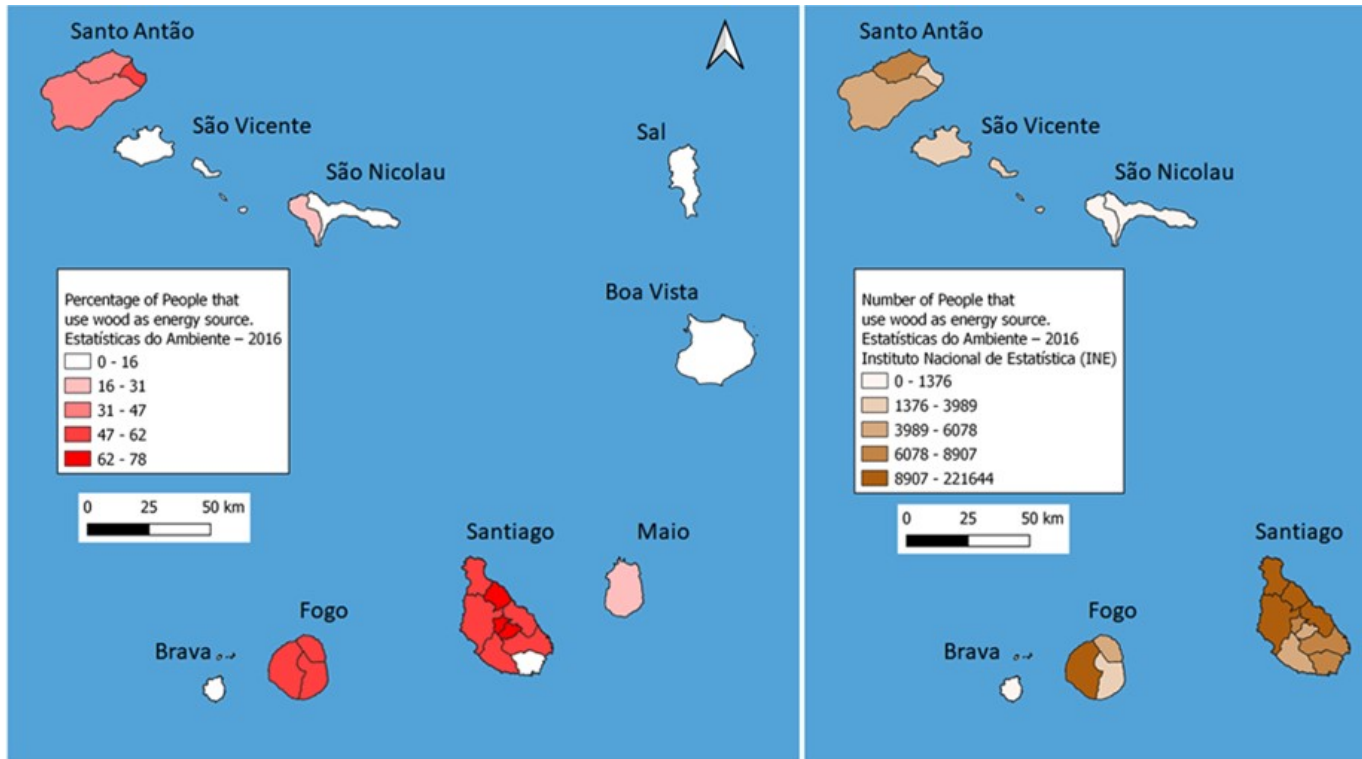 Santo Antão
São Vicente
São Nicolau
Sal
Boa Vista
Percentage of People that
use wood as energy source.
Estatísticas do Ambiente – 2016
0 - 16
16 - 31
31 - 47
47 - 62
62 - 78
0 25 50 km
Santiago
Maio
Fogo
Brava
Santo Antão
São Vicente
São Nicolau
Number of People that
use wood as energy source.
Estatísticas do Ambiente – 2016
Instituto Nacional de Estatística (INE)
0 - 1376
1376 - 3989
3989 - 6078
6078 - 8907
8907 - 221644
0 25 50 km
Santiago
Fogo
Brava